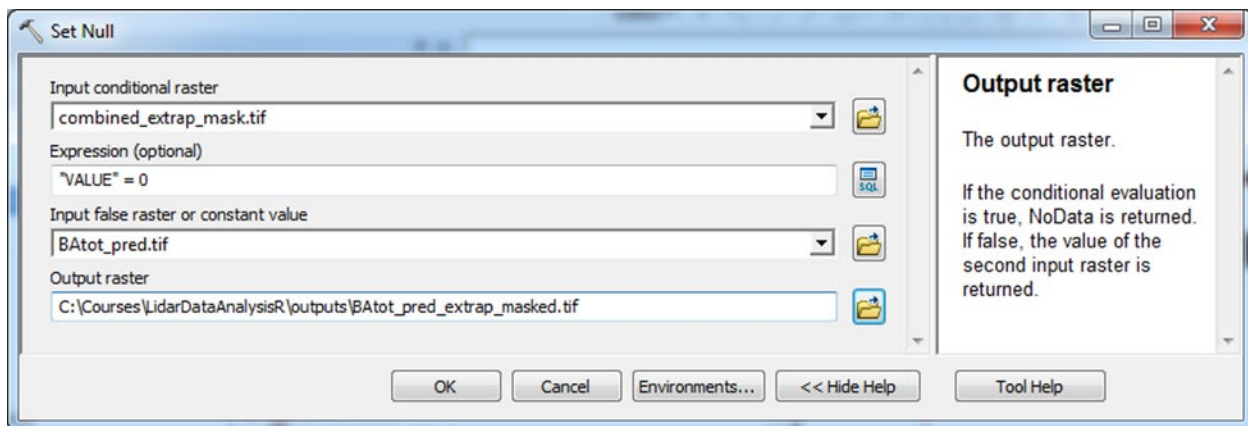 Set Null
Input conditional raster
combined_extrap_mask.tif
Expression (optional)
"VALUE" = 0
SQL
Input false raster or constant value
BAtot_pred.tif
Output raster
C:\Courses\LidarDataAnalysisR\outputs\BAtot_pred_extrap_masked.tif
Output raster
The output raster.
If the conditional evaluation
is true, NoData is returned.
If false, the value of the
second input raster is
returned.
OK
Cancel
Environments...
<< Hide Help
Tool Help